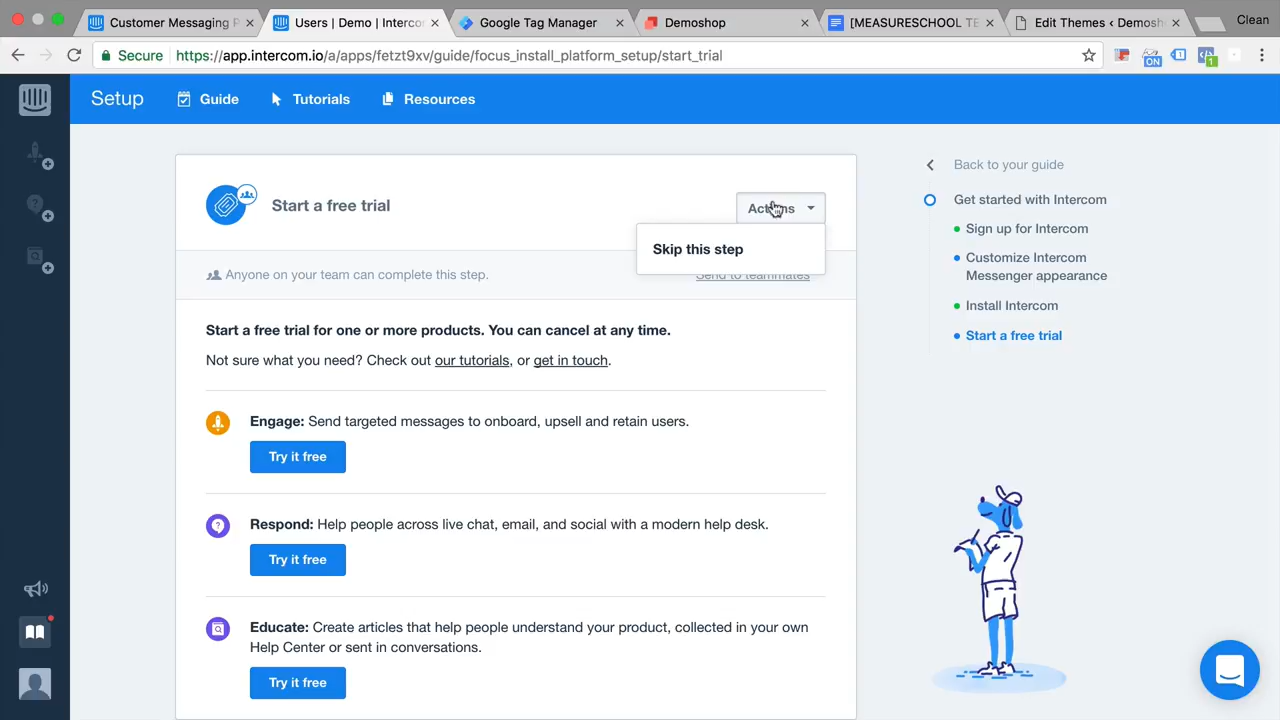 Customer Messaging P
Users | Demo | Interco
Google Tag Manager
Demoshop
[MEASURESCHOOL TE
Edit Themes ‹ Demosh
Clean
Secure
https://app.intercom.io/a/apps/fetzt9xv/guide/focus_install_platform_setup/start_trial
ON
1
Setup
Guide
Tutorials
Resources
Start a free trial
Actions
Skip this step
Anyone on your team can complete this step.
Send to teammates
Start a free trial for one or more products. You can cancel at any time.
Not sure what you need? Check out our tutorials, or get in touch.
Engage: Send targeted messages to onboard, upsell and retain users.
Try it free
Respond: Help people across live chat, email, and social with a modern help desk.
Try it free
Educate: Create articles that help people understand your product, collected in your own
Help Center or sent in conversations.
Try it free
Back to your guide
Get started with Intercom
Sign up for Intercom
Customize Intercom
Messenger appearance
Install Intercom
Start a free trial